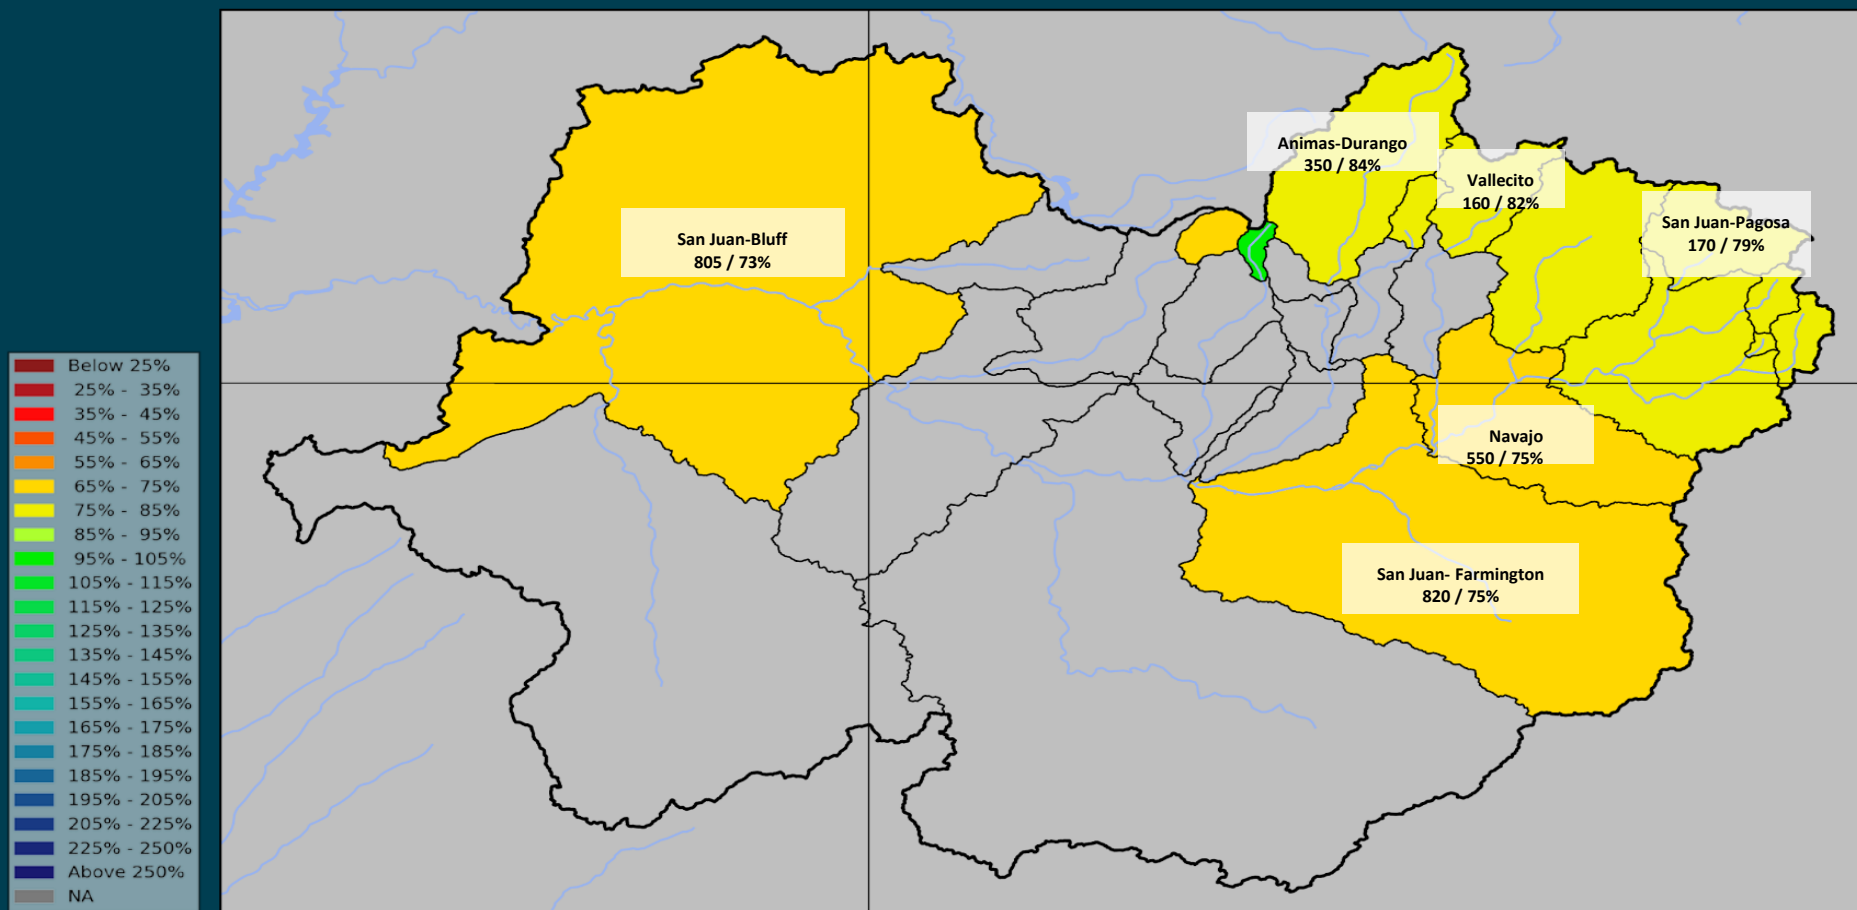 Animas-Durango
350 / 84%
Vallecito
160 / 82%
San Juan-Pagosa
170 / 79%
San Juan-Bluff
805 / 73%
Navajo
550 / 75%
San Juan- Farmington
820 / 75%
Below 25%
25% - 35%
35% - 45%
45% - 55%
55% - 65%
65% - 75%
75% - 85%
85% - 95%
95% - 105%
105% - 115%
115% - 125%
125% - 135%
135% - 145%
145% - 155%
155% - 165%
165% - 175%
175% - 185%
185% - 195%
195% - 205%
205% - 225%
225% - 250%
Above 250%
NA